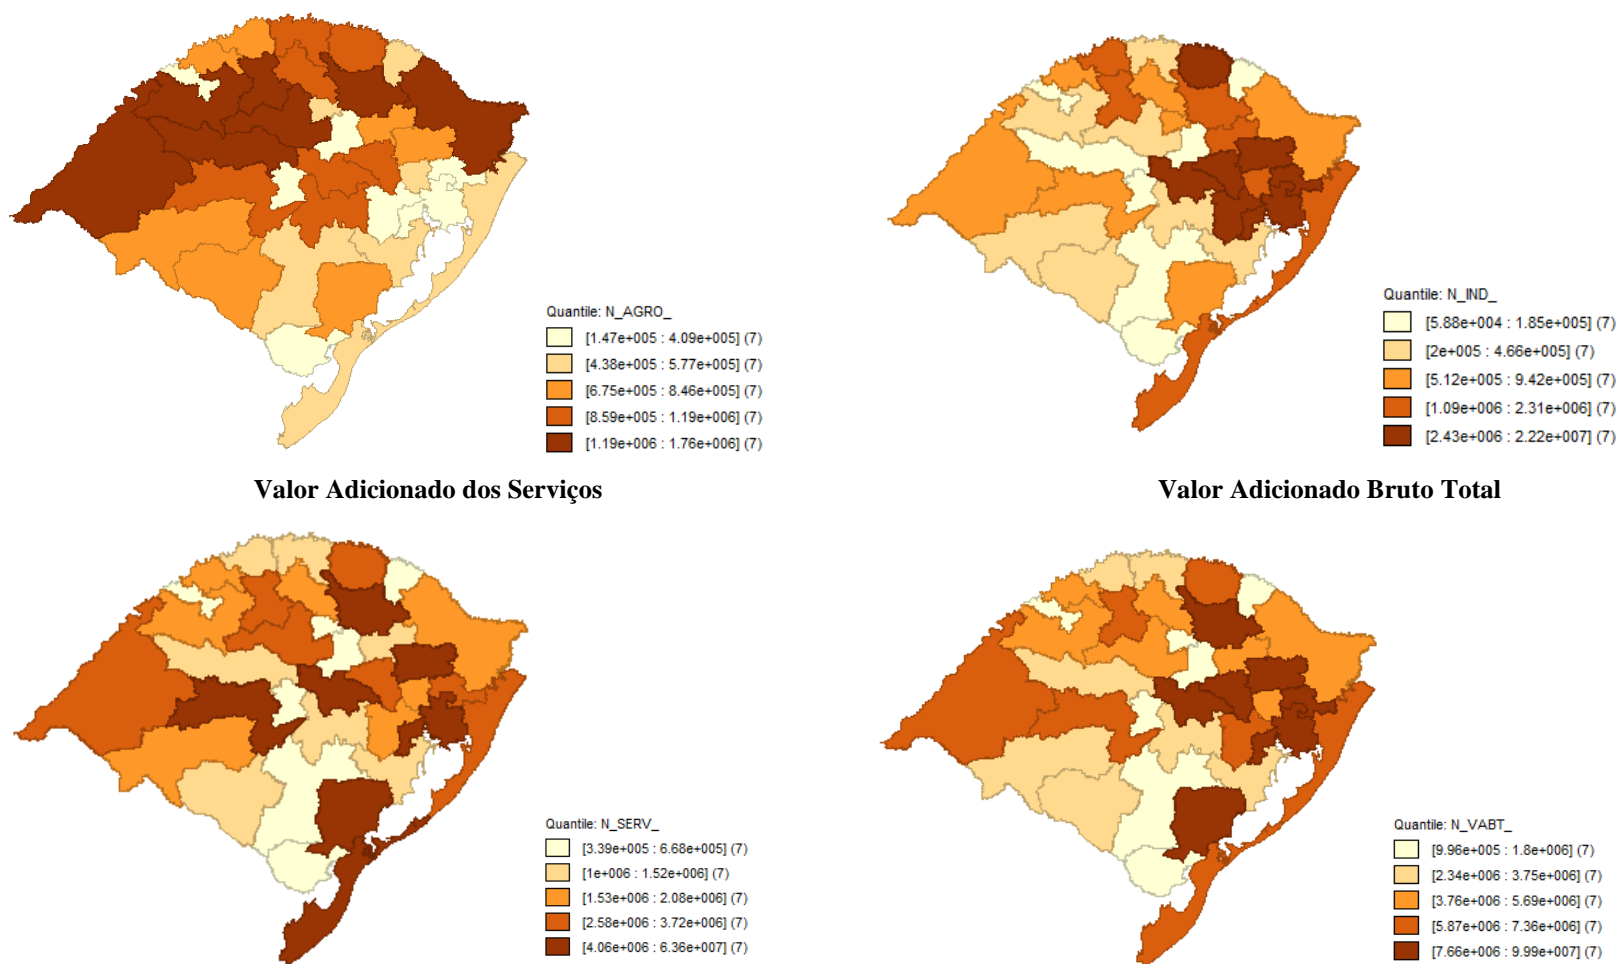 Quantile: N_AGRO_
[1.47e+005 : 4.09e+005] (7)
[4.38e+005 : 5.77e+005] (7)
[6.75e+005 : 8.46e+005] (7)
[8.59e+005 : 1.19e+006] (7)
[1.19e+006 : 1.76e+006] (7)
Quantile: N_IND_
[5.88e+004 : 1.85e+005] (7)
[2e+005 : 4.66e+005] (7)
[5.12e+005 : 9.42e+005] (7)
[1.09e+006 : 2.31e+006] (7)
[2.43e+006 : 2.22e+007] (7)
Valor Adicionado dos Serviços
Valor Adicionado Bruto Total
Quantile: N_SERV_
[3.39e+005 : 6.68e+005] (7)
[1e+006 : 1.52e+006] (7)
[1.53e+006 : 2.08e+006] (7)
[2.58e+006 : 3.72e+006] (7)
[4.06e+006 : 6.36e+007] (7)
Quantile: N_VABT_
[9.96e+005 : 1.8e+006] (7)
[2.34e+006 : 3.75e+006] (7)
[3.76e+006 : 5.69e+006] (7)
[5.87e+006 : 7.36e+006] (7)
[7.66e+006 : 9.99e+007] (7)